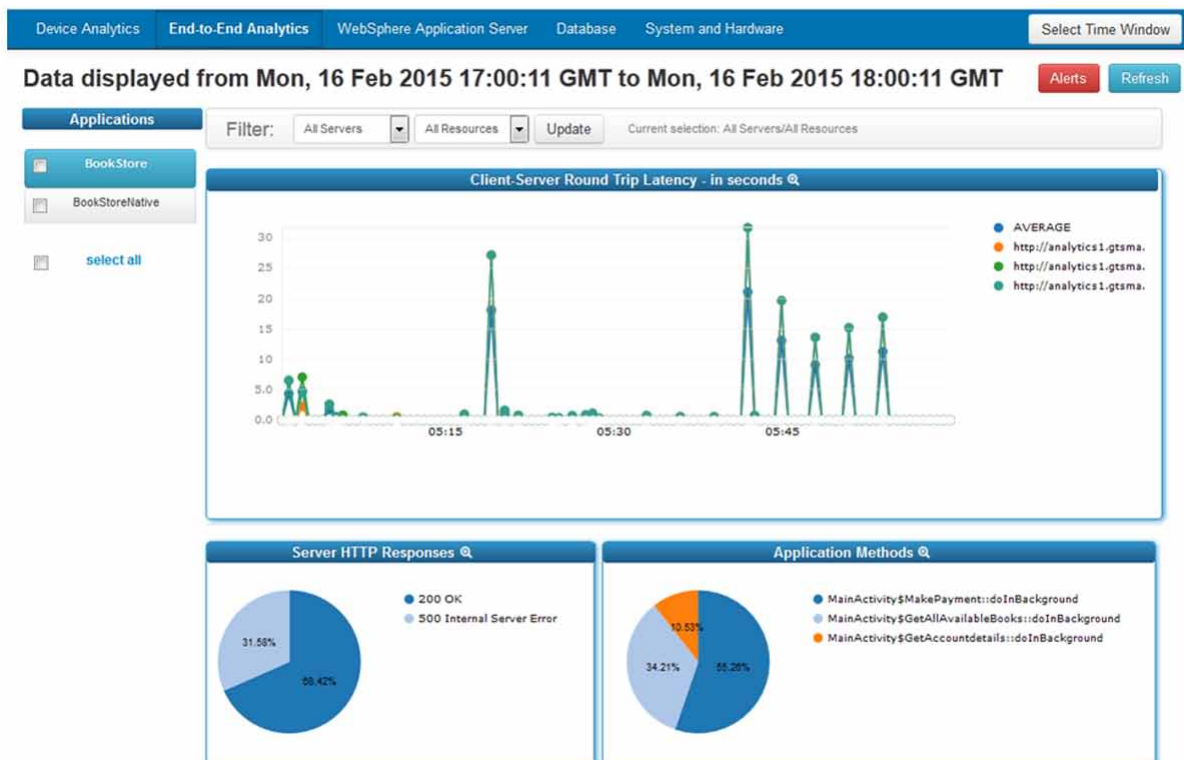 Device Analytics End-to-End Analytics WebSphere Application Server Database System and Hardware Select Time Window
Data displayed from Mon, 16 Feb 2015 17:00:11 GMT to Mon, 16 Feb 2015 18:00:11 GMT Alerts Refresh
Applications
Filter: All Servers All Resources Update Current selection: All Servers/All Resources
BookStore
BookStoreNative
select all
Client-Server Round Trip Latency - in seconds
30
25
20
15
10
5.0
0.0
05:15 05:30 05:45
AVERAGE
http://analytics1.gtsma.
http://analytics1.gtsma.
http://analytics1.gtsma.
Server HTTP Responses
200 OK
500 Internal Server Error
31.58%
68.42%
Application Methods
MainActivity$MakePayment::doInBackground
MainActivity$GetAllAvailableBooks::doInBackground
MainActivity$GetAccountdetails::doInBackground
10.53%
34.21%
55.26%